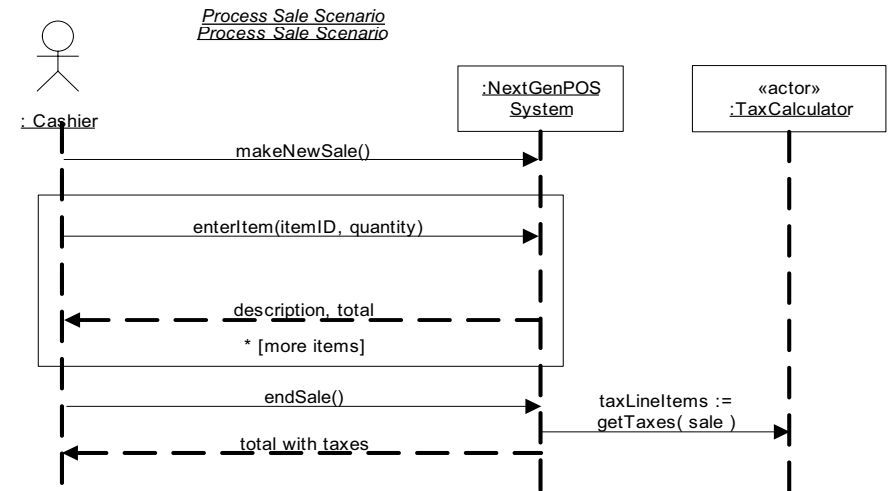 Process Sale Scenario
Process Sale Scenario
: Cashier
:NextGenPOS
System
«actor»
:TaxCalculator
makeNewSale()
enterItem(itemID, quantity)
description, total
* [more items]
endSale()
taxLineItems :=
getTaxes( sale )
total with taxes